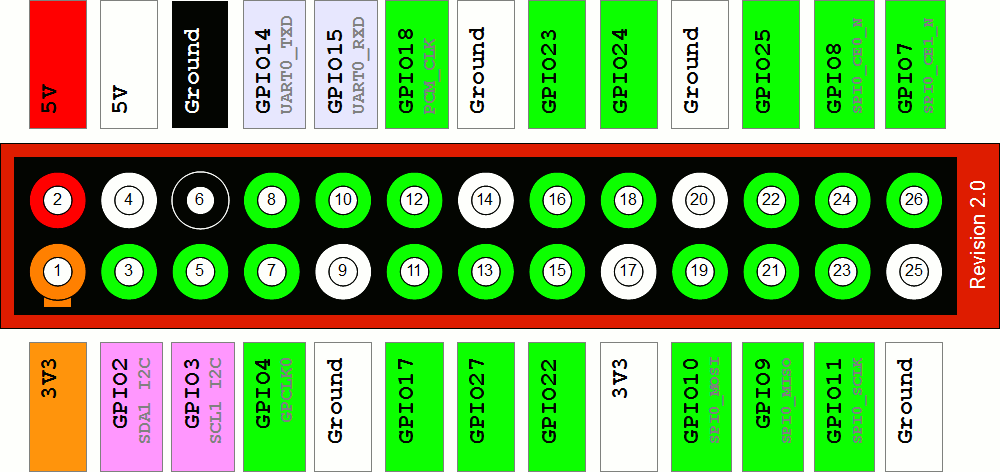 5V
5V
Ground
GPIO14
UART0_TXD
GPIO15
UART0_RXD
GPIO18
PCM_CLK
Ground
GPIO23
GPIO24
Ground
GPIO25
GPIO8
SPI0_CE0_N
GPIO7
SPI0_CE1_N
2 4 6 8 10 12 14 16 18 20 22 24 26
1 3 5 7 9 11 13 15 17 19 21 23 25
Revision 2.0
3V3
GPIO2
SDA1 I2C
GPIO3
SCL1 I2C
GPIO4
GPCLK0
Ground
GPIO17
GPIO27
GPIO22
3V3
GPIO10
SPI0_MOSI
GPIO9
SPI0_MISO
GPIO11
SPI0_SCLK
Ground